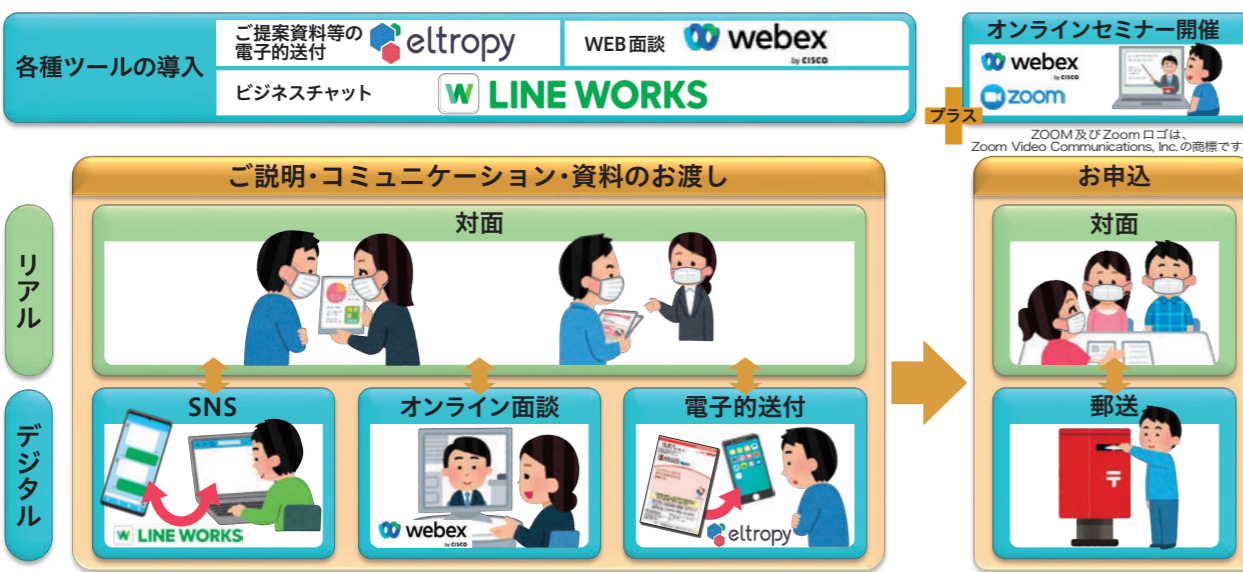 各種ツールの導入
ご提案資料等の
電子的送付
eltropy
WEB面談
webex
by CISCO
ビジネスチャット
W LINE WORKS
プラス
オンラインセミナー開催
webex
by CISCO
zoom
ZOOM及びZoomロゴは、
Zoom Video Communications, Inc.の商標です
リアル
デジタル
ご説明・コミュニケーション・資料のお渡し
対面
SNS
W LINE WORKS
オンライン面談
webex
by CISCO
電子的送付
eltropy
お申込
対面
郵送
〒